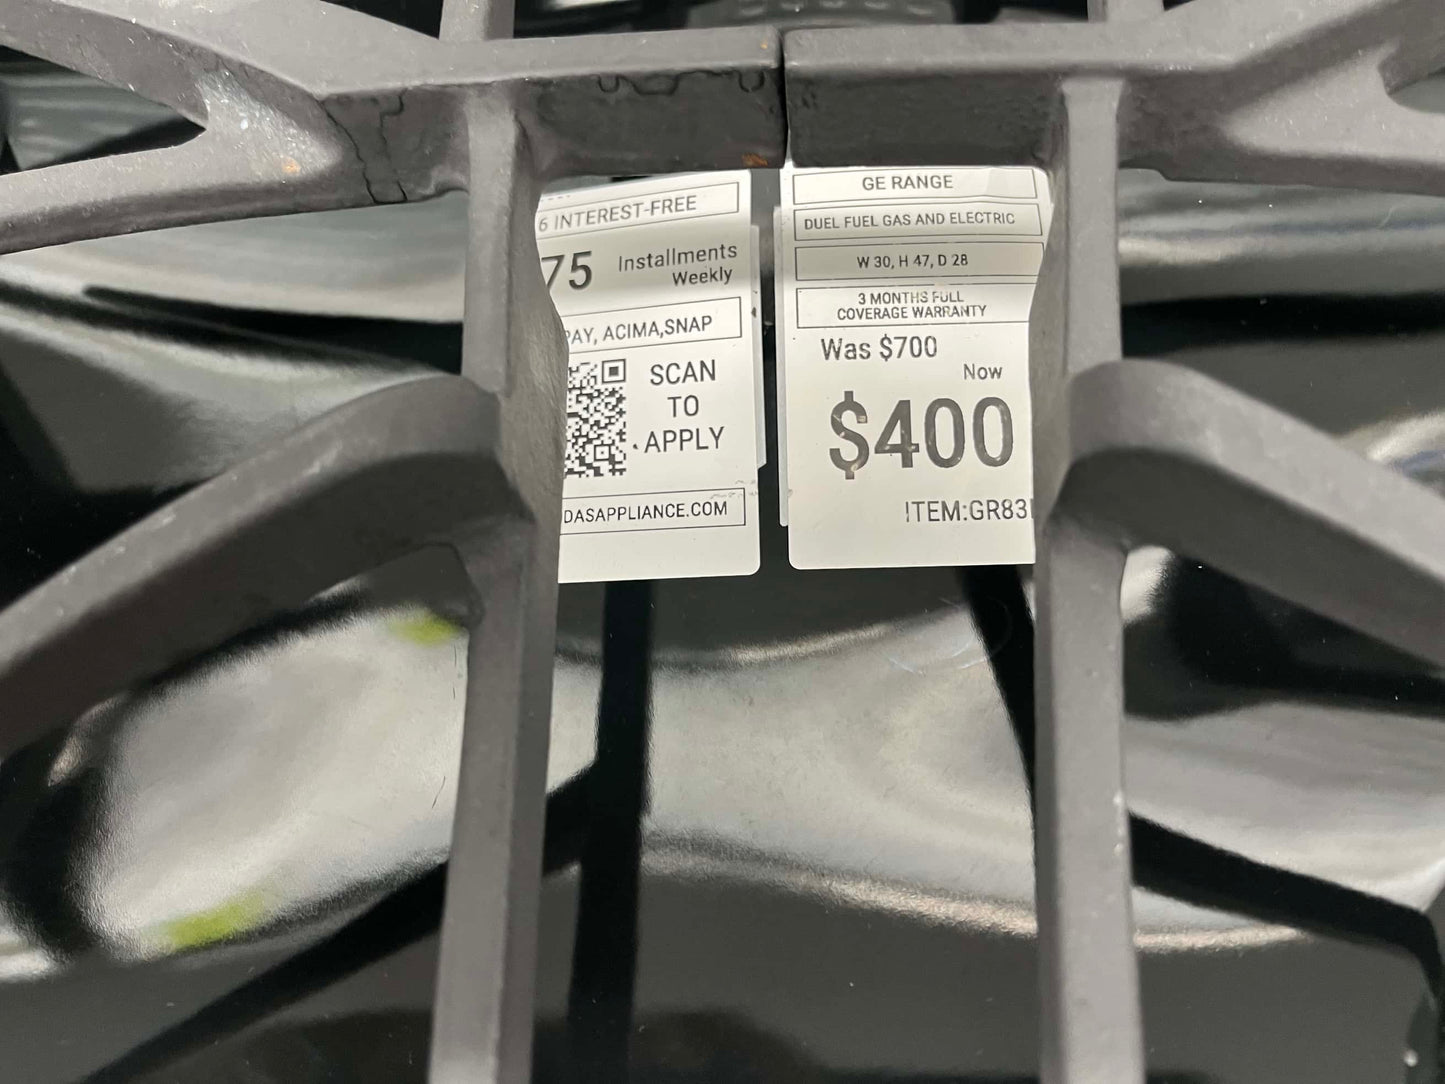 6 INTEREST-FREE
75 Installments
Weekly
PAY, ACIMA,SNAP
SCAN
TO
APPLY
DASAPPLIANCE.COM
GE RANGE
DUEL FUEL GAS AND ELECTRIC
W 30, H 47, D 28
3 MONTHS FULL
COVERAGE WARRANTY
Was $700
Now
$400
ITEM:GR83